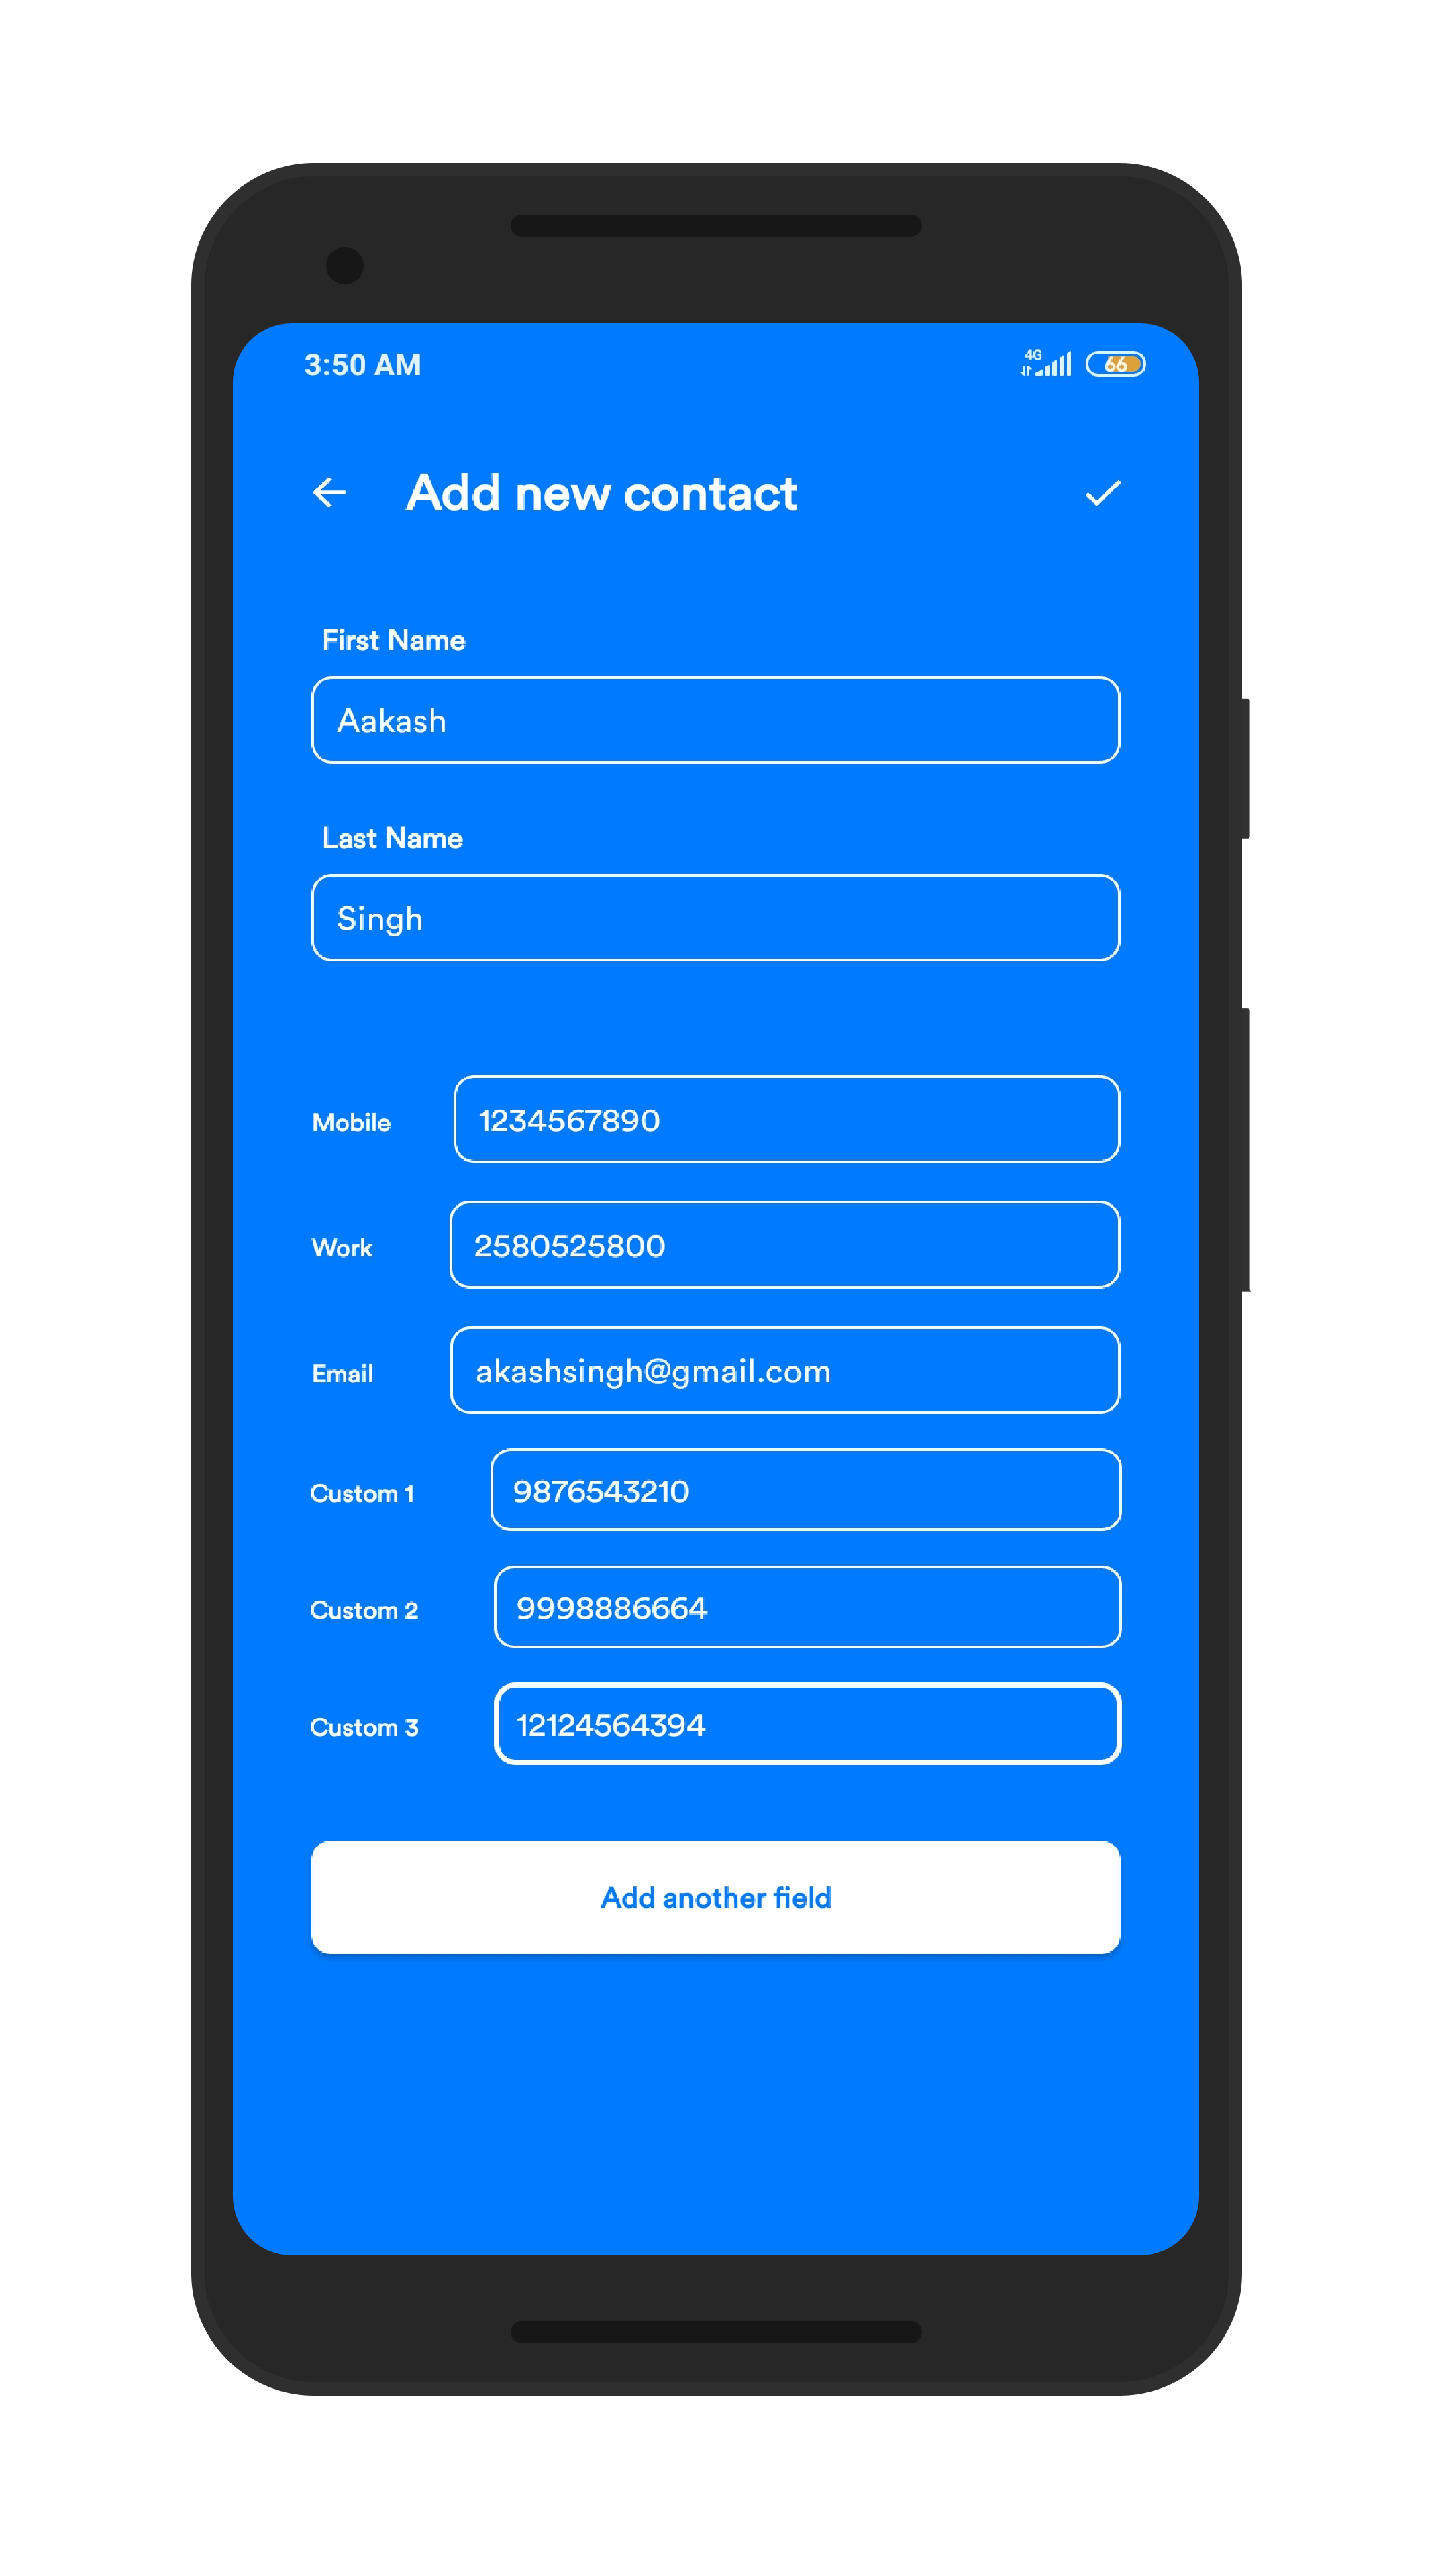 3:50 AM 4G 66
Add new contact
First Name
Aakash
Last Name
Singh
Mobile 1234567890
Work 2580525800
Email akashsingh@gmail.com
Custom 1 9876543210
Custom 2 9998886664
Custom 3 12124564394
Add another field